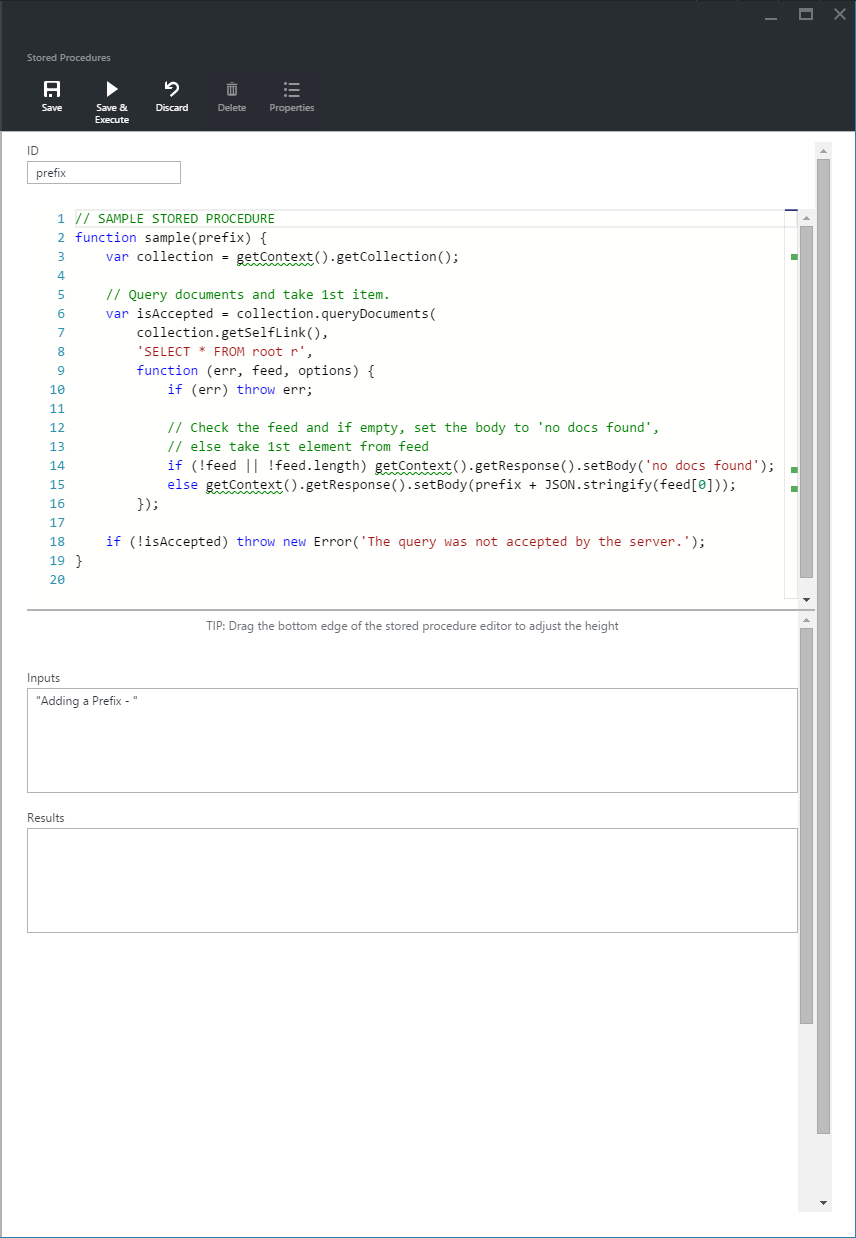 Stored Procedures
Save
Save &
Execute
Discard
Delete
Properties
ID
prefix
1 // SAMPLE STORED PROCEDURE
2 function sample(prefix) {
3     var collection = getContext().getCollection();
4
5     // Query documents and take 1st item.
6     var isAccepted = collection.queryDocuments(
7         collection.getSelfLink(),
8         'SELECT * FROM root r',
9         function (err, feed, options) {
10             if (err) throw err;
11
12             // Check the feed and if empty, set the body to 'no docs found',
13             // else take 1st element from feed
14             if (!feed || !feed.length) getContext().getResponse().setBody('no docs found');
15             else getContext().getResponse().setBody(prefix + JSON.stringify(feed[0]));
16         });
17
18     if (!isAccepted) throw new Error('The query was not accepted by the server.');
19 }
20
TIP: Drag the bottom edge of the stored procedure editor to adjust the height
Inputs
"Adding a Prefix - "
Results